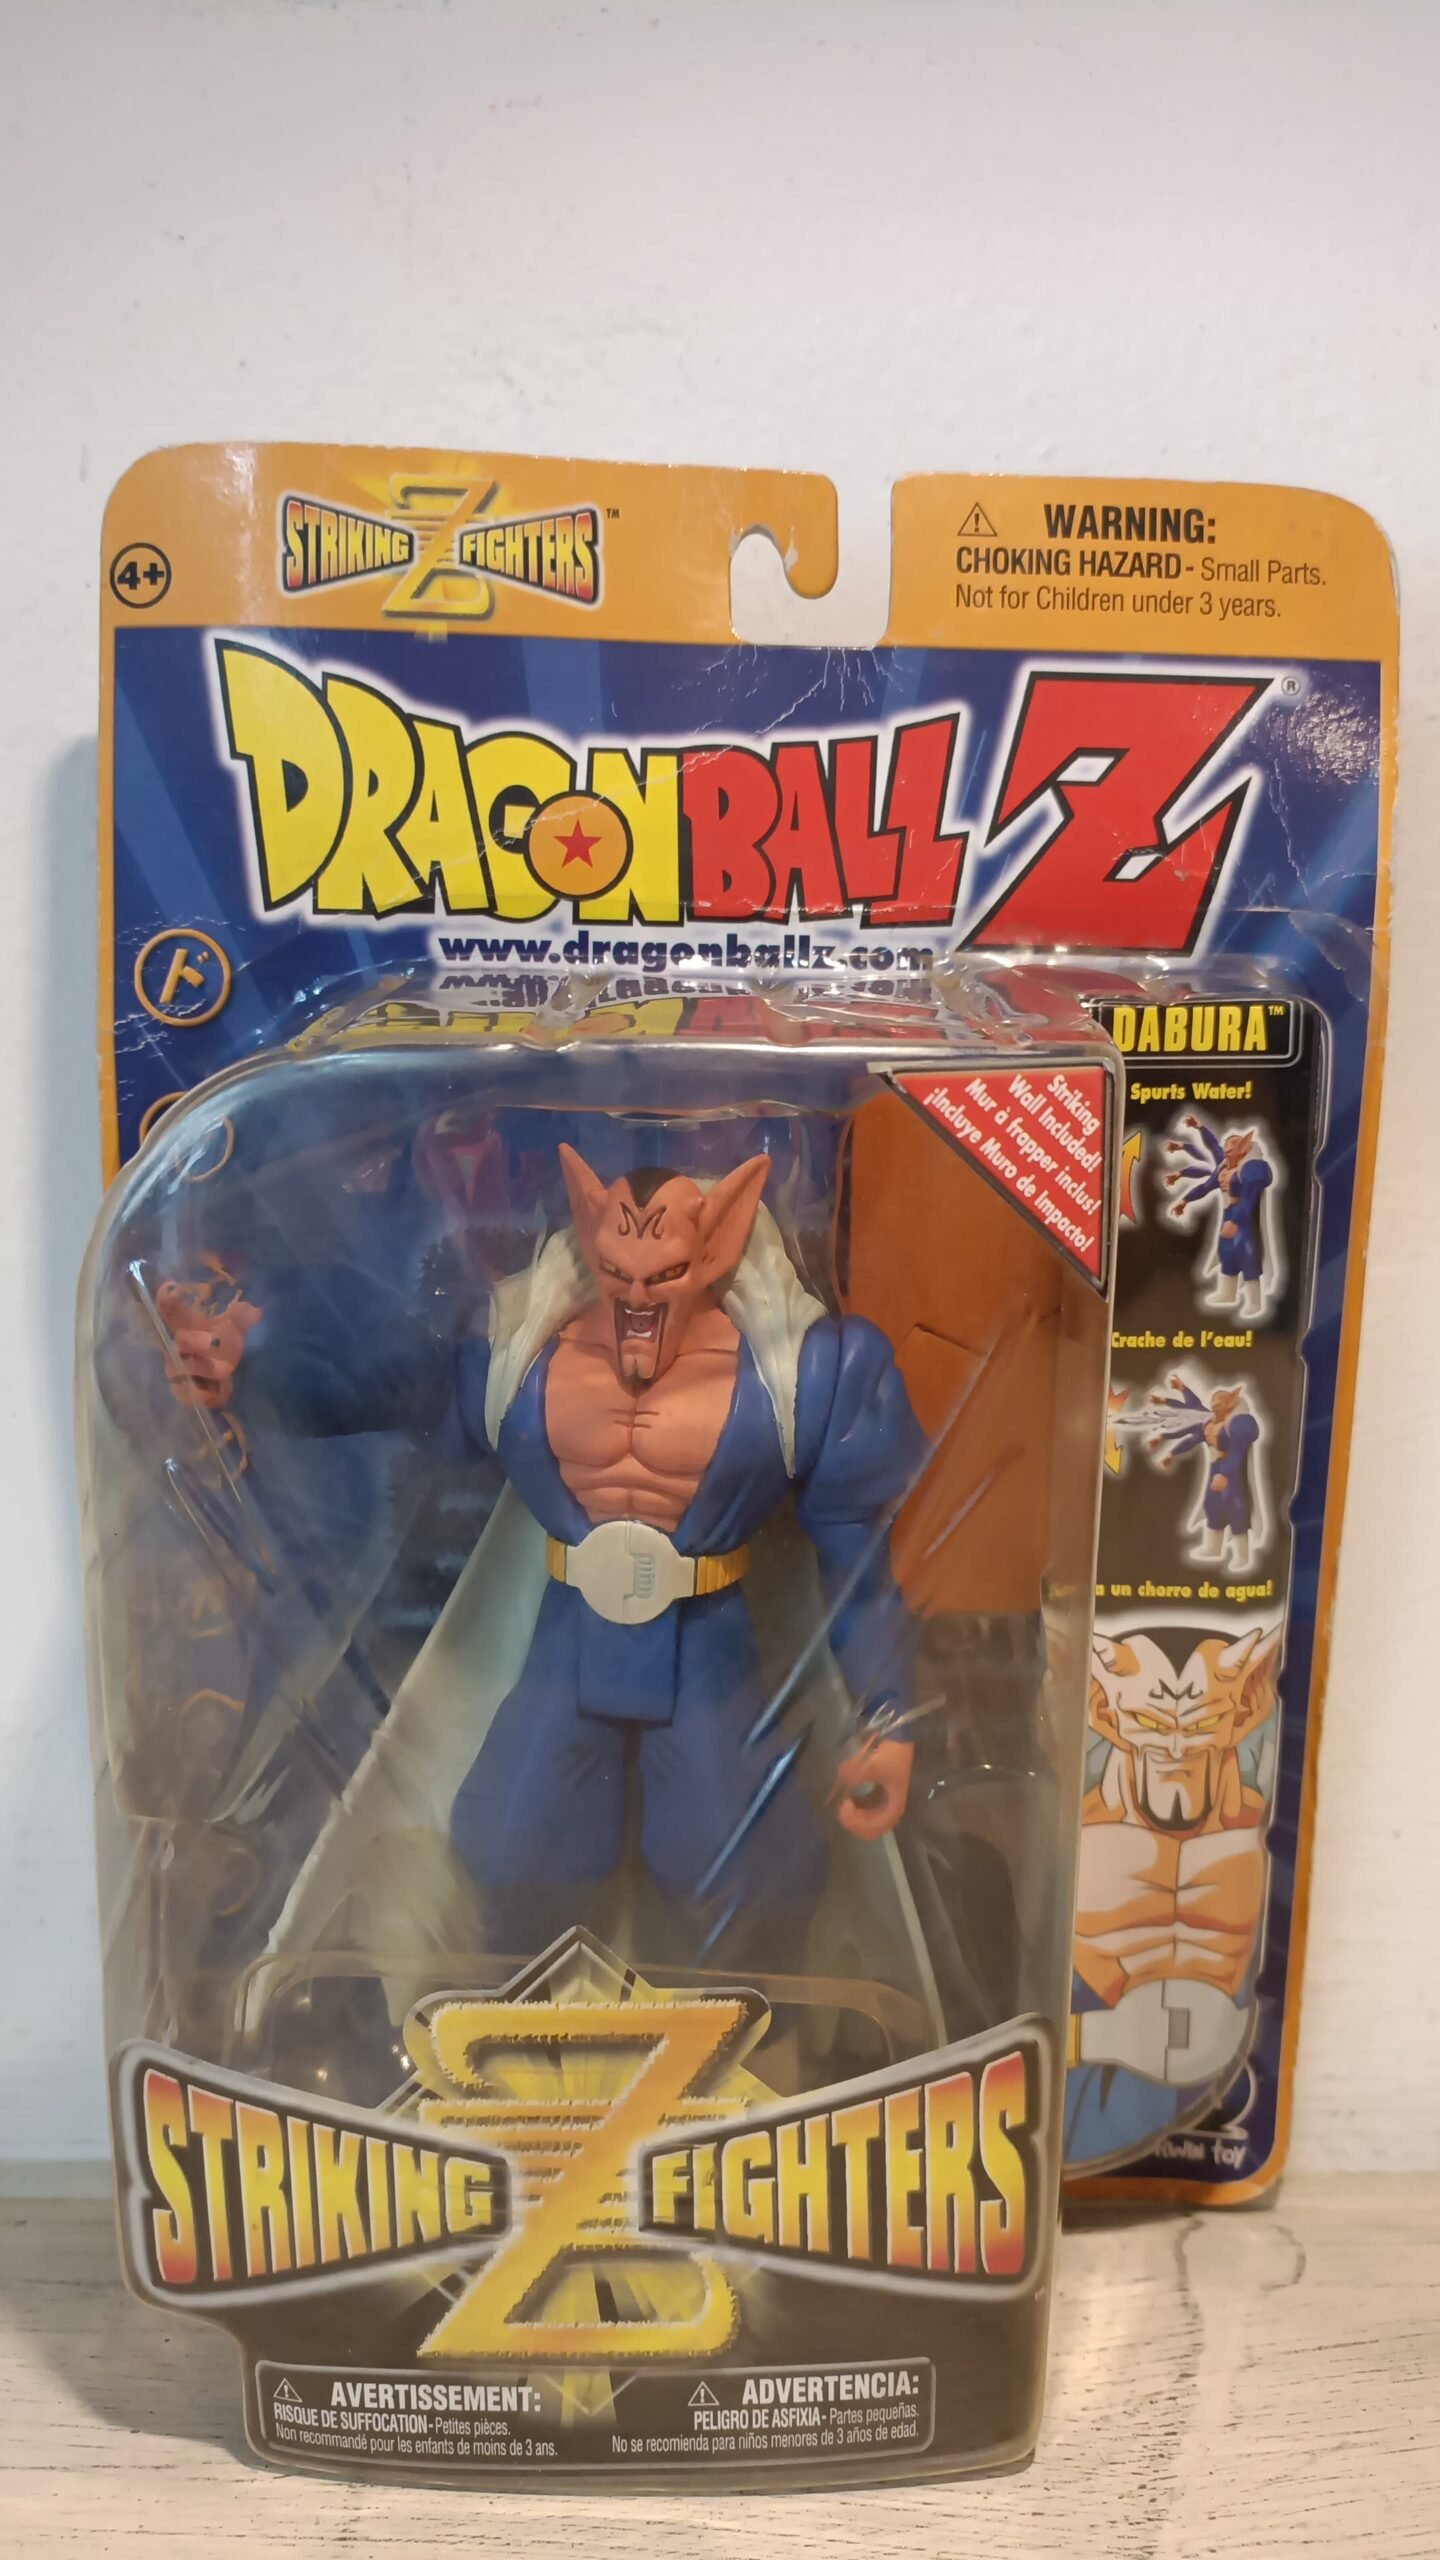 4+
STRIKING Z FIGHTERS™
WARNING:
CHOKING HAZARD - Small Parts.
Not for Children under 3 years.
DRAGONBALL Z®
www.dragonballz.com
ド
DABURA™
Spurts Water!
Striking
Wall Included!
Mur à frapper inclus!
¡Incluye Muro de Impacto!
Crache de l'eau!
un chorro de agua!
M
STRIKING Z FIGHTERS
TOY
AVERTISSEMENT:
RISQUE DE SUFFOCATION - Petites pièces.
Non recommandé pour les enfants de moins de 3 ans.
ADVERTENCIA:
PELIGRO DE ASFIXIA - Partes pequeñas.
No se recomienda para niños menores de 3 años de edad.